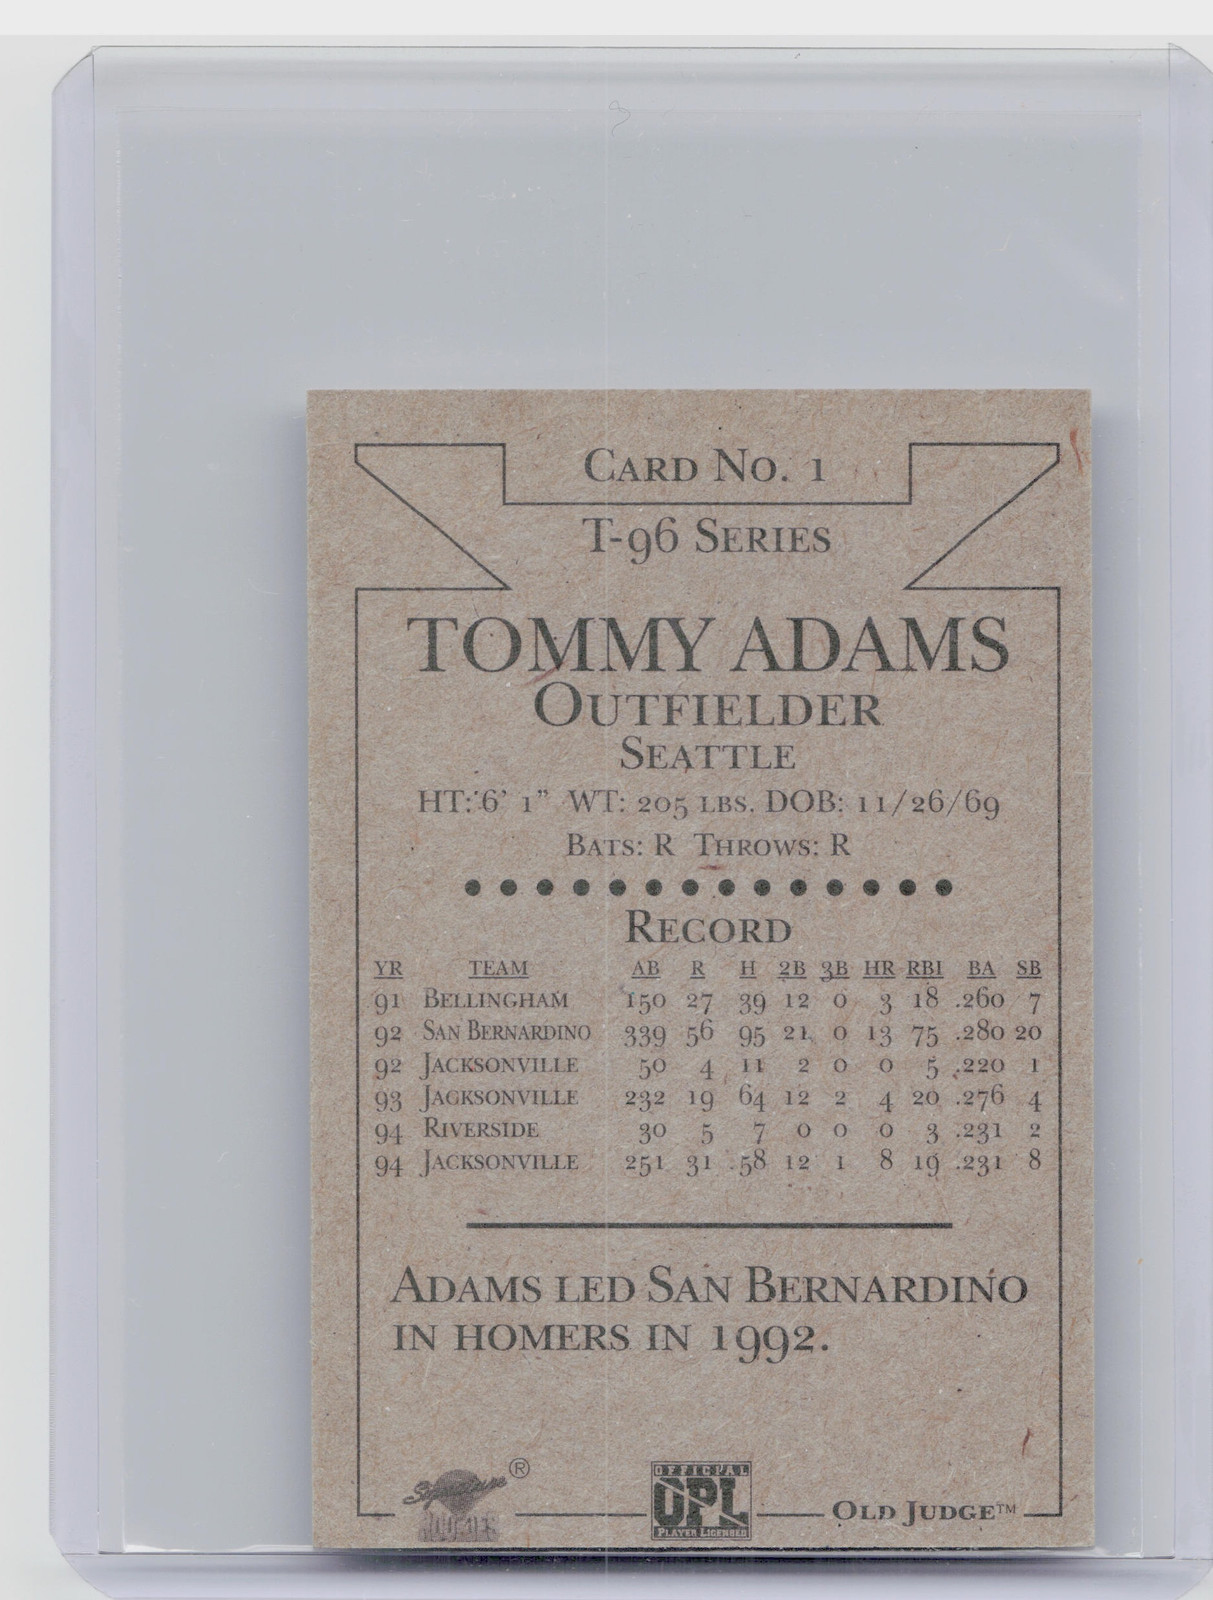 CARD NO. 1
T-96 SERIES
TOMMY ADAMS
OUTFIELDER
SEATTLE
HT: 6' 1" WT: 205 LBS. DOB: 11/26/69
BATS: R THROWS: R
RECORD
YR TEAM AB R H 2B 3B HR RBI BA SB
91 BELLINGHAM 150 27 39 12 0 3 18 .260 7
92 SAN BERNARDINO 339 56 95 21 0 13 75 .280 20
92 JACKSONVILLE 50 4 11 2 0 0 5 .220 1
93 JACKSONVILLE 232 19 64 12 2 4 20 .276 4
94 RIVERSIDE 30 5 7 0 0 0 3 .231 2
94 JACKSONVILLE 251 31 58 12 1 8 19 .231 8
ADAMS LED SAN BERNARDINO
IN HOMERS IN 1992.
Signature ®
ROOKIES
OFFICIAL
OPL
PLAYER LICENSED
OLD JUDGE™